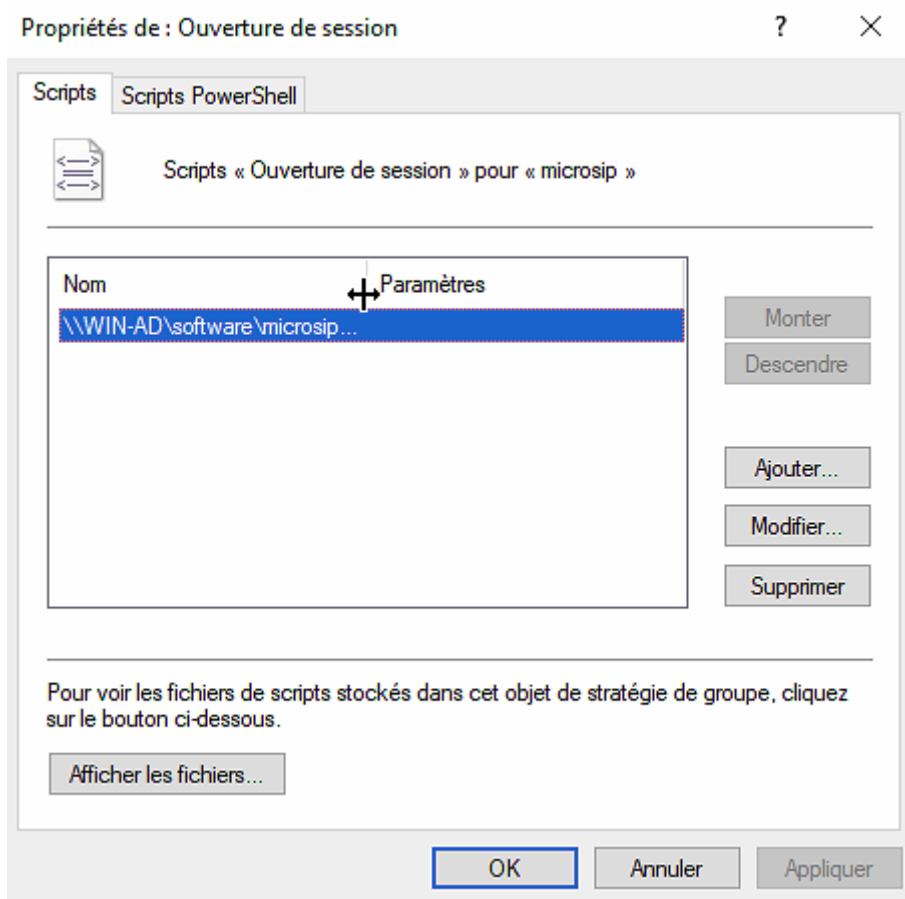 Propriétés de : Ouverture de session ? ×
Scripts Scripts PowerShell
Scripts « Ouverture de session » pour « microsip »
Nom Paramètres
\\WIN-AD\software\microsip...
Monter
Descendre
Ajouter...
Modifier...
Supprimer
Pour voir les fichiers de scripts stockés dans cet objet de stratégie de groupe, cliquez
sur le bouton ci-dessous.
Afficher les fichiers...
OK Annuler Appliquer